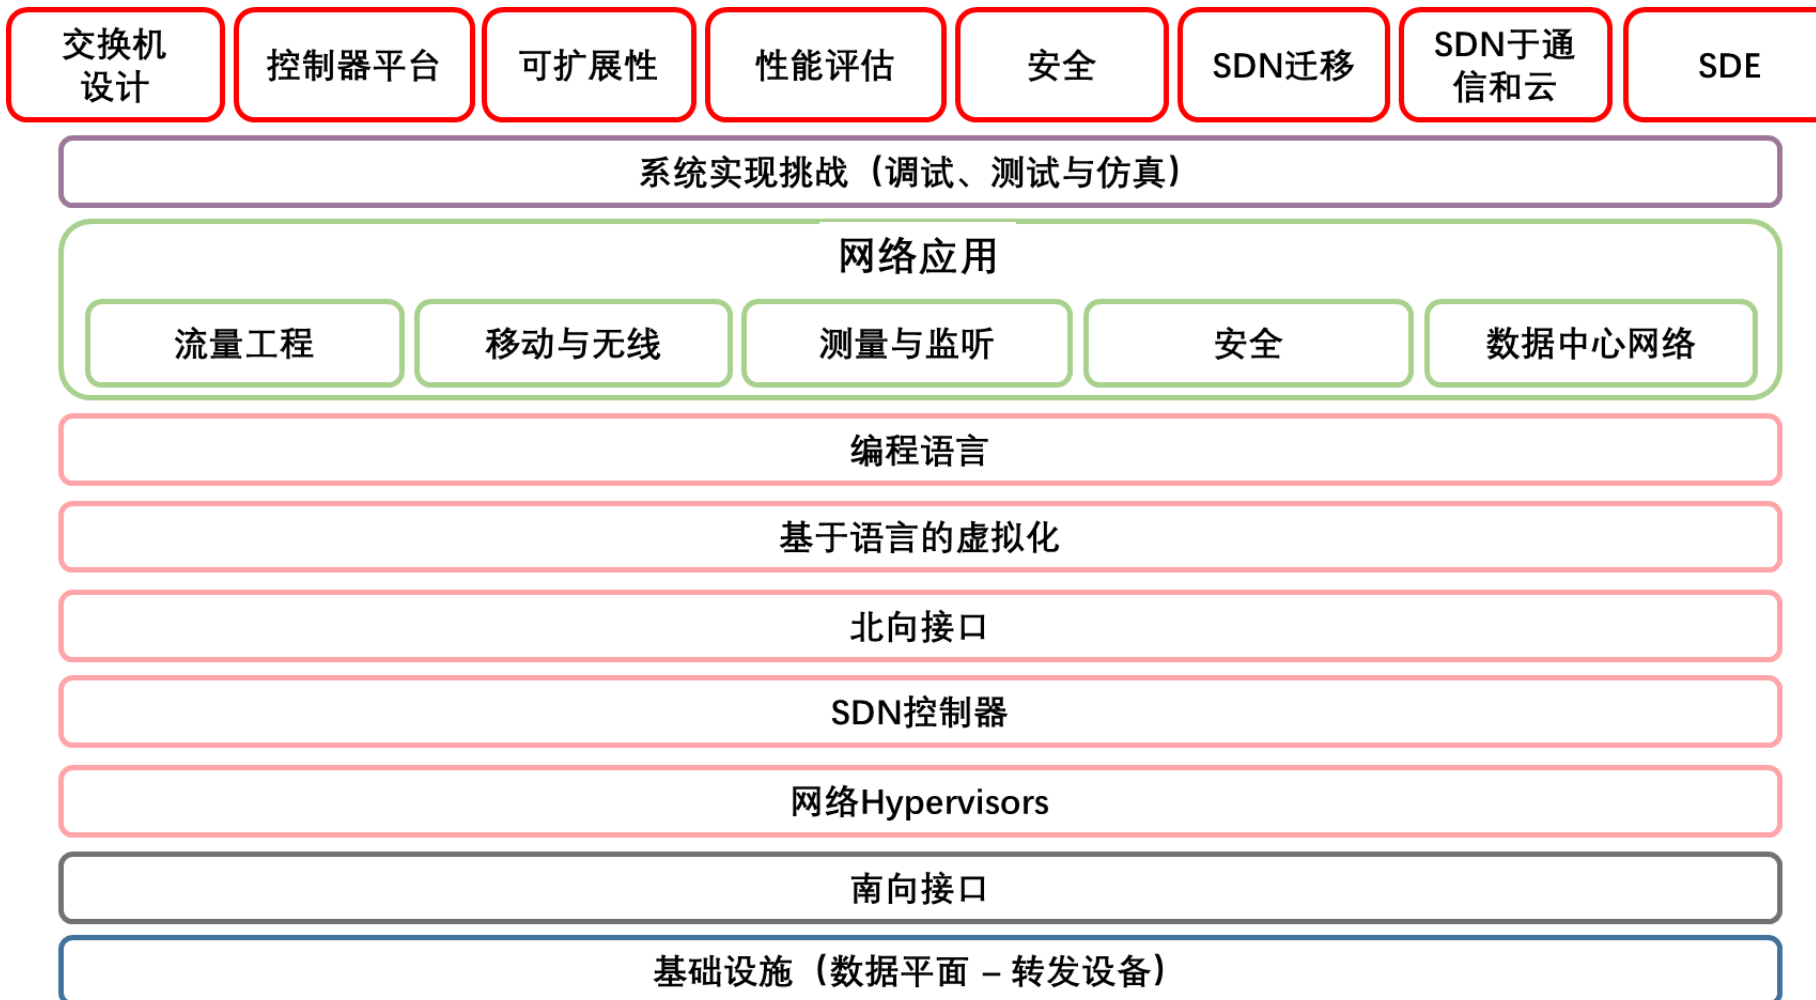 交换机
设计
控制器平台
可扩展性
性能评估
安全
SDN迁移
SDN于通
信和云
SDE
系统实现挑战（调试、测试与仿真）
网络应用
流量工程
移动与无线
测量与监听
安全
数据中心网络
编程语言
基于语言的虚拟化
北向接口
SDN控制器
网络Hypervisors
南向接口
基础设施（数据平面 – 转发设备）